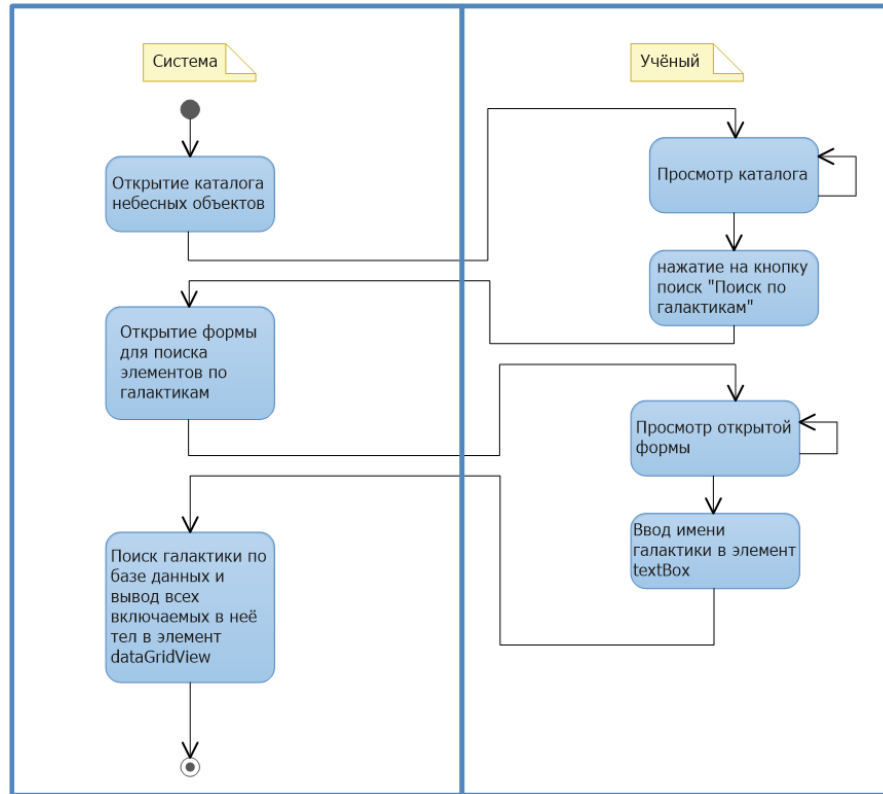 Система
Учёный
Открытие каталога
небесных объектов
Просмотр каталога
нажатие на кнопку
поиск "Поиск по
галактикам"
Открытие формы
для поиска
элементов по
галактикам
Просмотр открытой
формы
Ввод имени
галактики в элемент
textBox
Поиск галактики по
базе данных и
вывод всех
включаемых в неё
тел в элемент
dataGridView